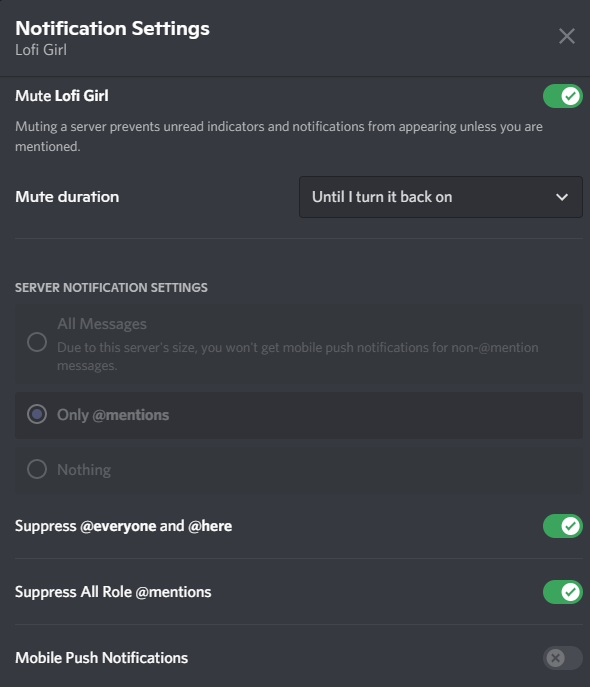 Notification Settings
Lofi Girl
Mute Lofi Girl
Muting a server prevents unread indicators and notifications from appearing unless you are
mentioned.
Mute duration
Until I turn it back on
SERVER NOTIFICATION SETTINGS
All Messages
Due to this server's size, you won't get mobile push notifications for non-@mention
messages.
Only @mentions
Nothing
Suppress @everyone and @here
Suppress All Role @mentions
Mobile Push Notifications